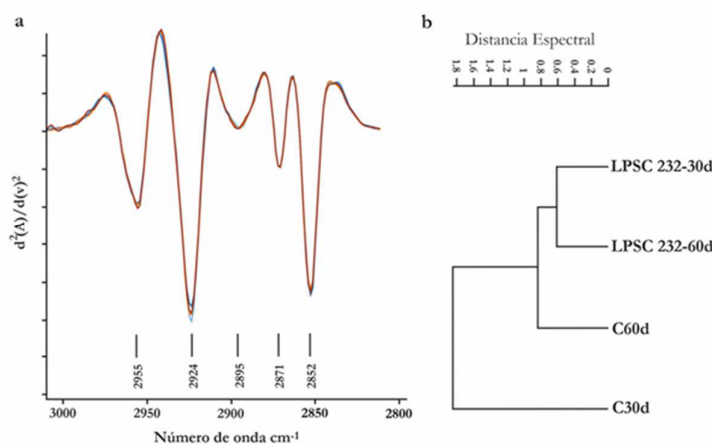 a
d²(A)/d(v)²
2955
2924
2895
2871
2852
3000 2950 2900 2850 2800
Número de onda cm⁻¹
b
Distancia Espectral
1.8 1.6 1.4 1.2 1 0.8 0.6 0.4 0.2 0
LPSC 232-30d
LPSC 232-60d
C60d
C30d